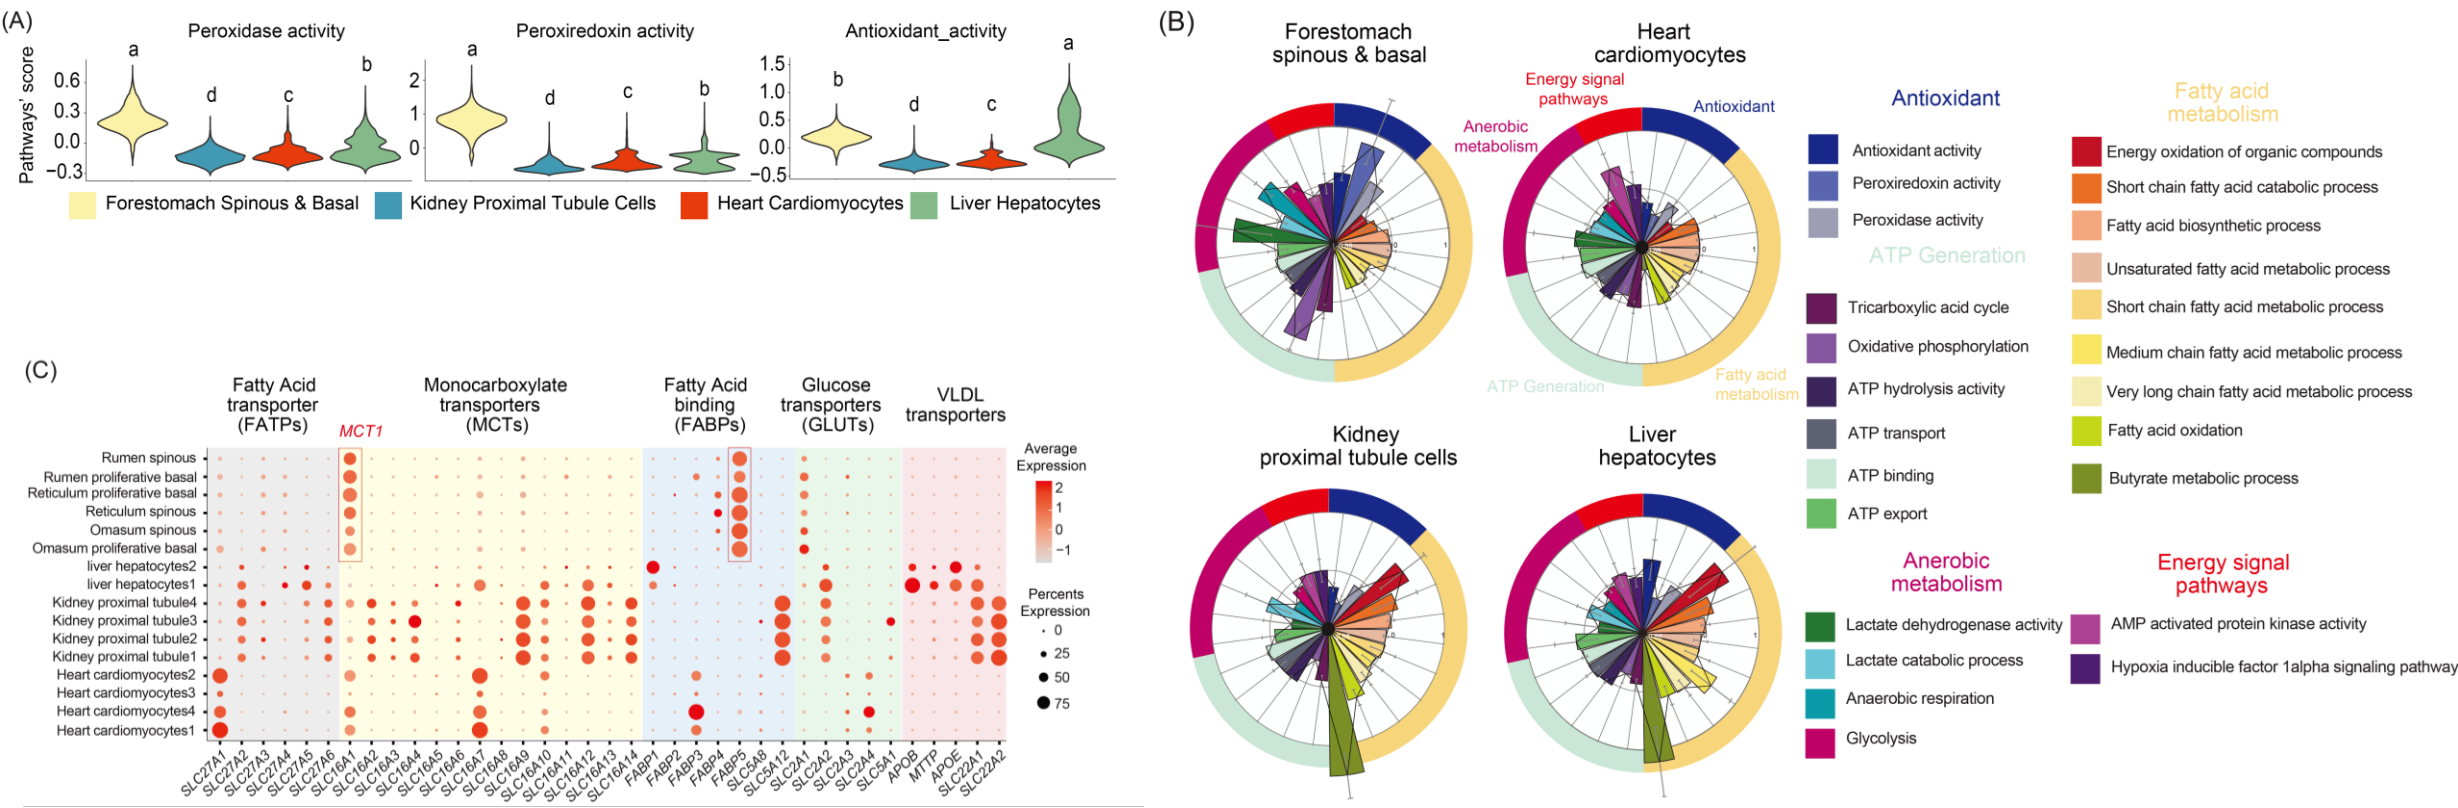 (A)
Peroxidase activity
Peroxiredoxin activity
Antioxidant_activity
Pathways' score
0.6
0.3
0.0
−0.3
a
d
c
b
2
1
0
a
d
c
b
1.5
1.0
0.5
0.0
−0.5
b
d
c
a
Forestomach Spinous & Basal
Kidney Proximal Tubule Cells
Heart Cardiomyocytes
Liver Hepatocytes
(B)
Forestomach
spinous & basal
Heart
cardiomyocytes
Energy signal
pathways
Antioxidant
Anerobic
metabolism
ATP Generation
Fatty acid
metabolism
0
1
0
1
Kidney
proximal tubule cells
Liver
hepatocytes
1
1
Antioxidant
Antioxidant activity
Peroxiredoxin activity
Peroxidase activity
ATP Generation
Tricarboxylic acid cycle
Oxidative phosphorylation
ATP hydrolysis activity
ATP transport
ATP binding
ATP export
Anerobic
metabolism
Lactate dehydrogenase activity
Lactate catabolic process
Anaerobic respiration
Glycolysis
Fatty acid
metabolism
Energy oxidation of organic compounds
Short chain fatty acid catabolic process
Fatty acid biosynthetic process
Unsaturated fatty acid metabolic process
Short chain fatty acid metabolic process
Medium chain fatty acid metabolic process
Very long chain fatty acid metabolic process
Fatty acid oxidation
Butyrate metabolic process
Energy signal
pathways
AMP activated protein kinase activity
Hypoxia inducible factor 1alpha signaling pathway
(C)
Fatty Acid
transporter
(FATPs)
Monocarboxylate
transporters
(MCTs)
Fatty Acid
binding
(FABPs)
Glucose
transporters
(GLUTs)
VLDL
transporters
MCT1
Rumen spinous
Rumen proliferative basal
Reticulum proliferative basal
Reticulum spinous
Omasum spinous
Omasum proliferative basal
liver hepatocytes2
liver hepatocytes1
Kidney proximal tubule4
Kidney proximal tubule3
Kidney proximal tubule2
Kidney proximal tubule1
Heart cardiomyocytes2
Heart cardiomyocytes3
Heart cardiomyocytes4
Heart cardiomyocytes1
SLC27A1
SLC27A2
SLC27A3
SLC27A4
SLC27A5
SLC27A6
SLC16A1
SLC16A2
SLC16A3
SLC16A4
SLC16A5
SLC16A6
SLC16A7
SLC16A8
SLC16A9
SLC16A10
SLC16A11
SLC16A12
SLC16A13
SLC16A14
FABP1
FABP2
FABP3
FABP4
FABP5
SLC5A8
SLC5A12
SLC2A1
SLC2A2
SLC2A3
SLC2A4
SLC5A1
APOB
MTTP
APOE
SLC22A1
SLC22A2
Average
Expression
2
1
0
−1
Percents
Expression
0
25
50
75